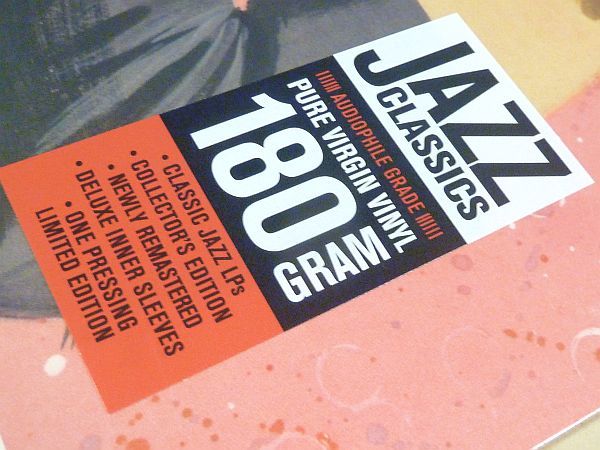 JAZZ
CLASSICS
AUDIOPHILE GRADE
PURE VIRGIN VINYL
180
GRAM
• CLASSIC JAZZ LPs
• COLLECTOR'S EDITION
• NEWLY REMASTERED
• DELUXE INNER SLEEVES
• ONE PRESSING
LIMITED EDITION